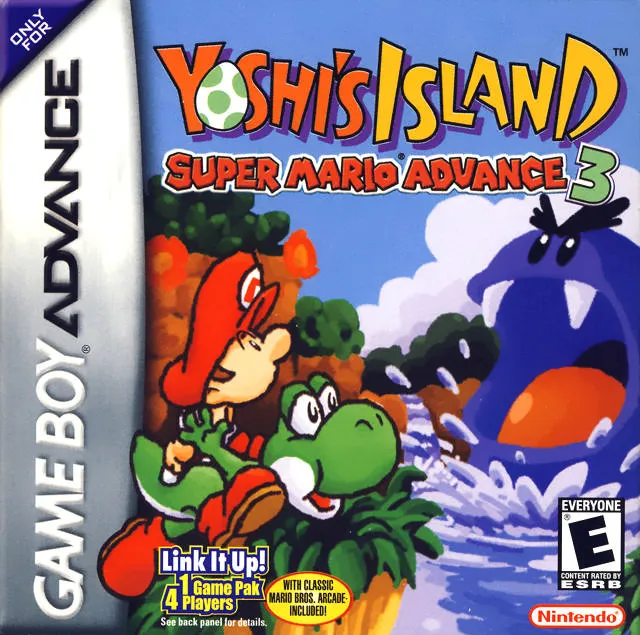 ONLY
FOR
GAME BOY ADVANCE
®
YOSHI'S ISLAND™
SUPER MARIO® ADVANCE 3
Link It Up!
1 Game Pak
4 Players
See back panel for details.
WITH CLASSIC
MARIO BROS. ARCADE
INCLUDED!
EVERYONE
E
CONTENT RATED BY
ESRB
Nintendo